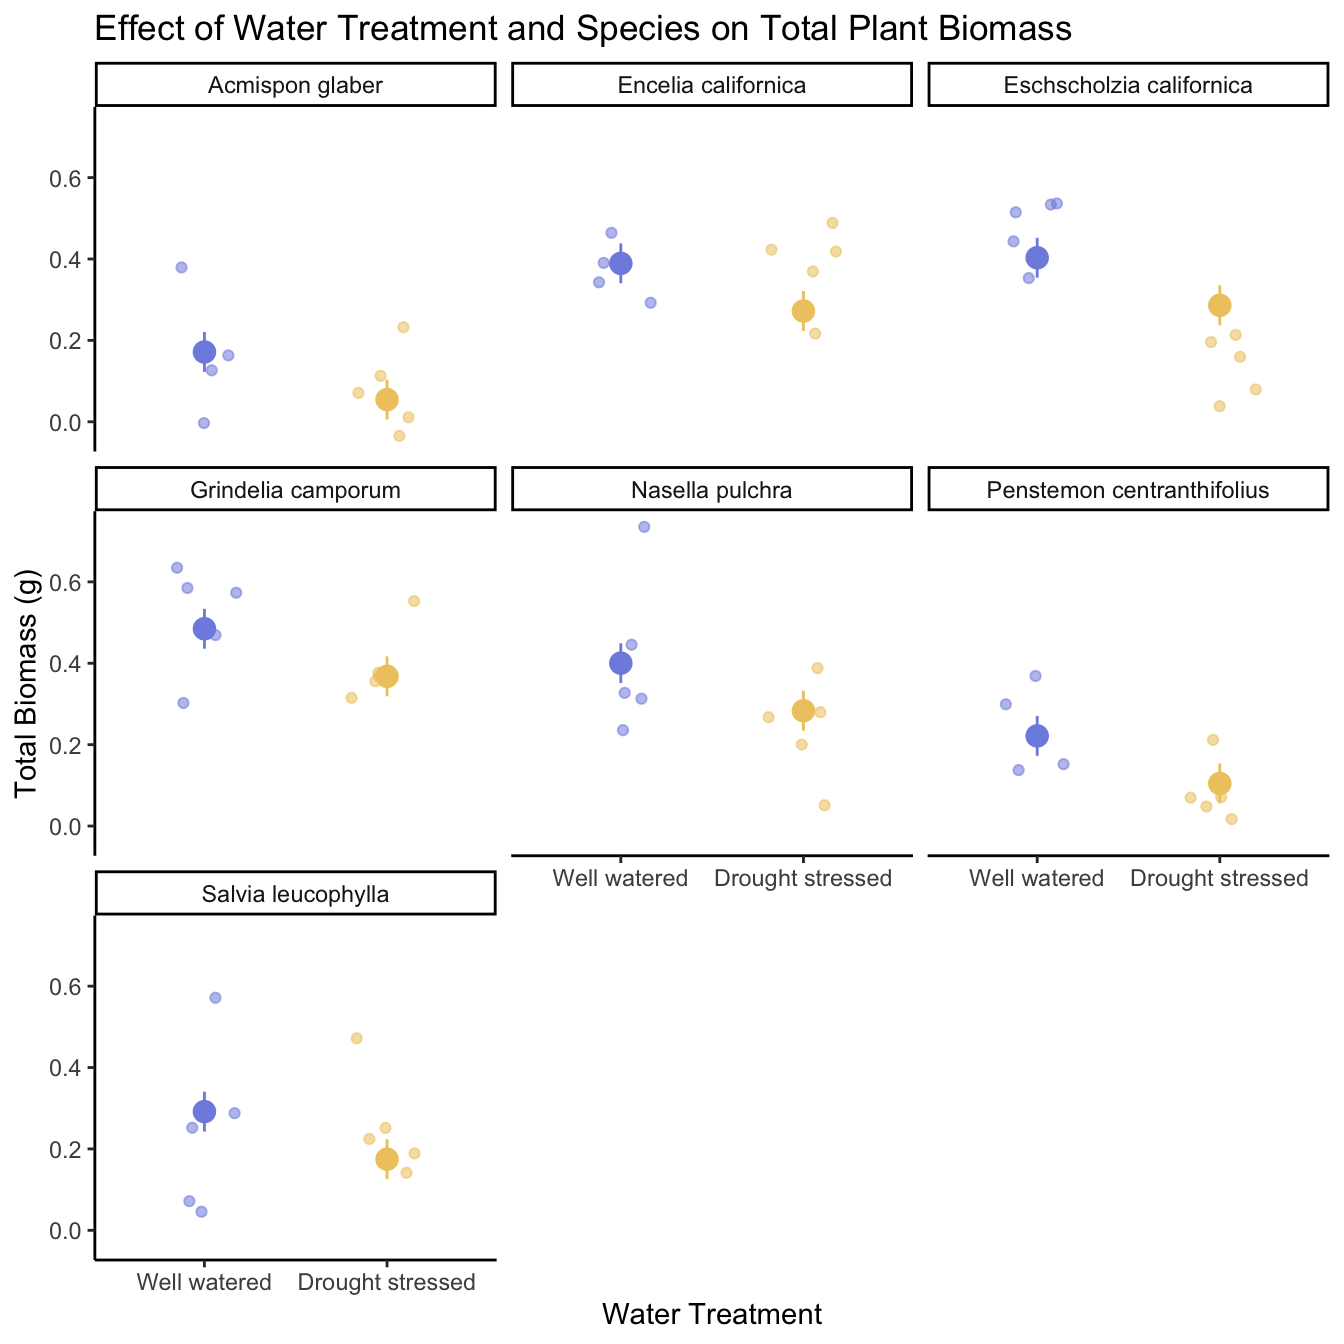 Effect of Water Treatment and Species on Total Plant Biomass
Acmispon glaber
Encelia californica
Eschscholzia californica
0.6
0.4
0.2
0.0
Grindelia camporum
Nasella pulchra
Penstemon centranthifolius
Total Biomass (g)
0.6
0.4
0.2
0.0
Well watered Drought stressed
Well watered Drought stressed
Salvia leucophylla
0.6
0.4
0.2
0.0
Well watered Drought stressed
Water Treatment